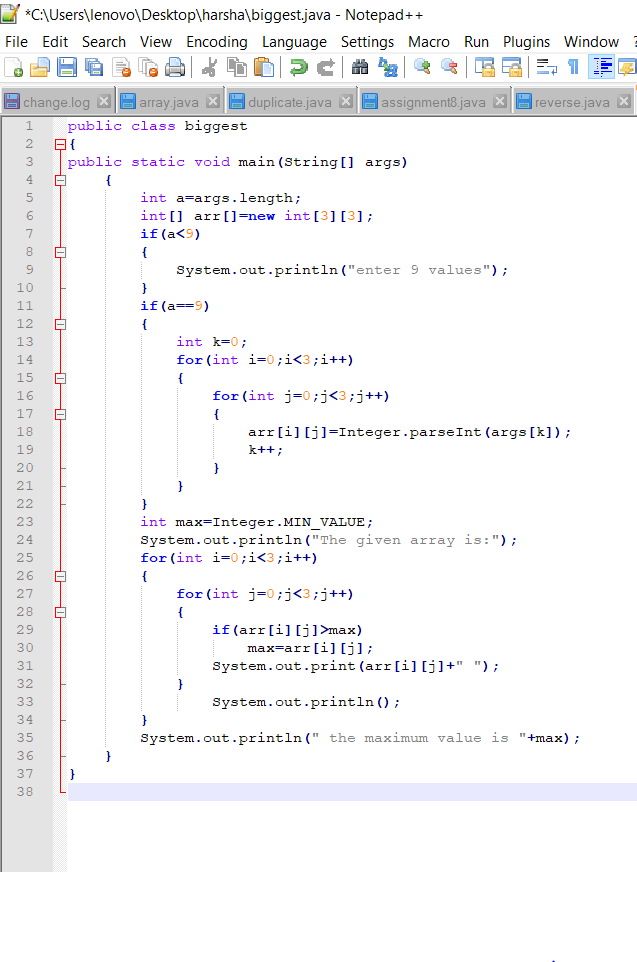 *C:\Users\lenovo\Desktop\harsha\biggest.java - Notepad++
File Edit Search View Encoding Language Settings Macro Run Plugins Window ?
change.log array.java duplicate.java assignment8.java reverse.java
1 public class biggest
2 {
3 public static void main(String[] args)
4 {
5 int a=args.length;
6 int[] arr[]=new int[3][3];
7 if(a<9)
8 {
9 System.out.println("enter 9 values");
10 }
11 if(a==9)
12 {
13 int k=0;
14 for(int i=0;i<3;i++)
15 {
16 for(int j=0;j<3;j++)
17 {
18 arr[i][j]=Integer.parseInt(args[k]);
19 k++;
20 }
21 }
22 }
23 int max=Integer.MIN_VALUE;
24 System.out.println("The given array is:");
25 for(int i=0;i<3;i++)
26 {
27 for(int j=0;j<3;j++)
28 {
29 if(arr[i][j]>max)
30 max=arr[i][j];
31 System.out.print(arr[i][j]+" ");
32 }
33 System.out.println();
34 }
35 System.out.println(" the maximum value is "+max);
36 }
37 }
38